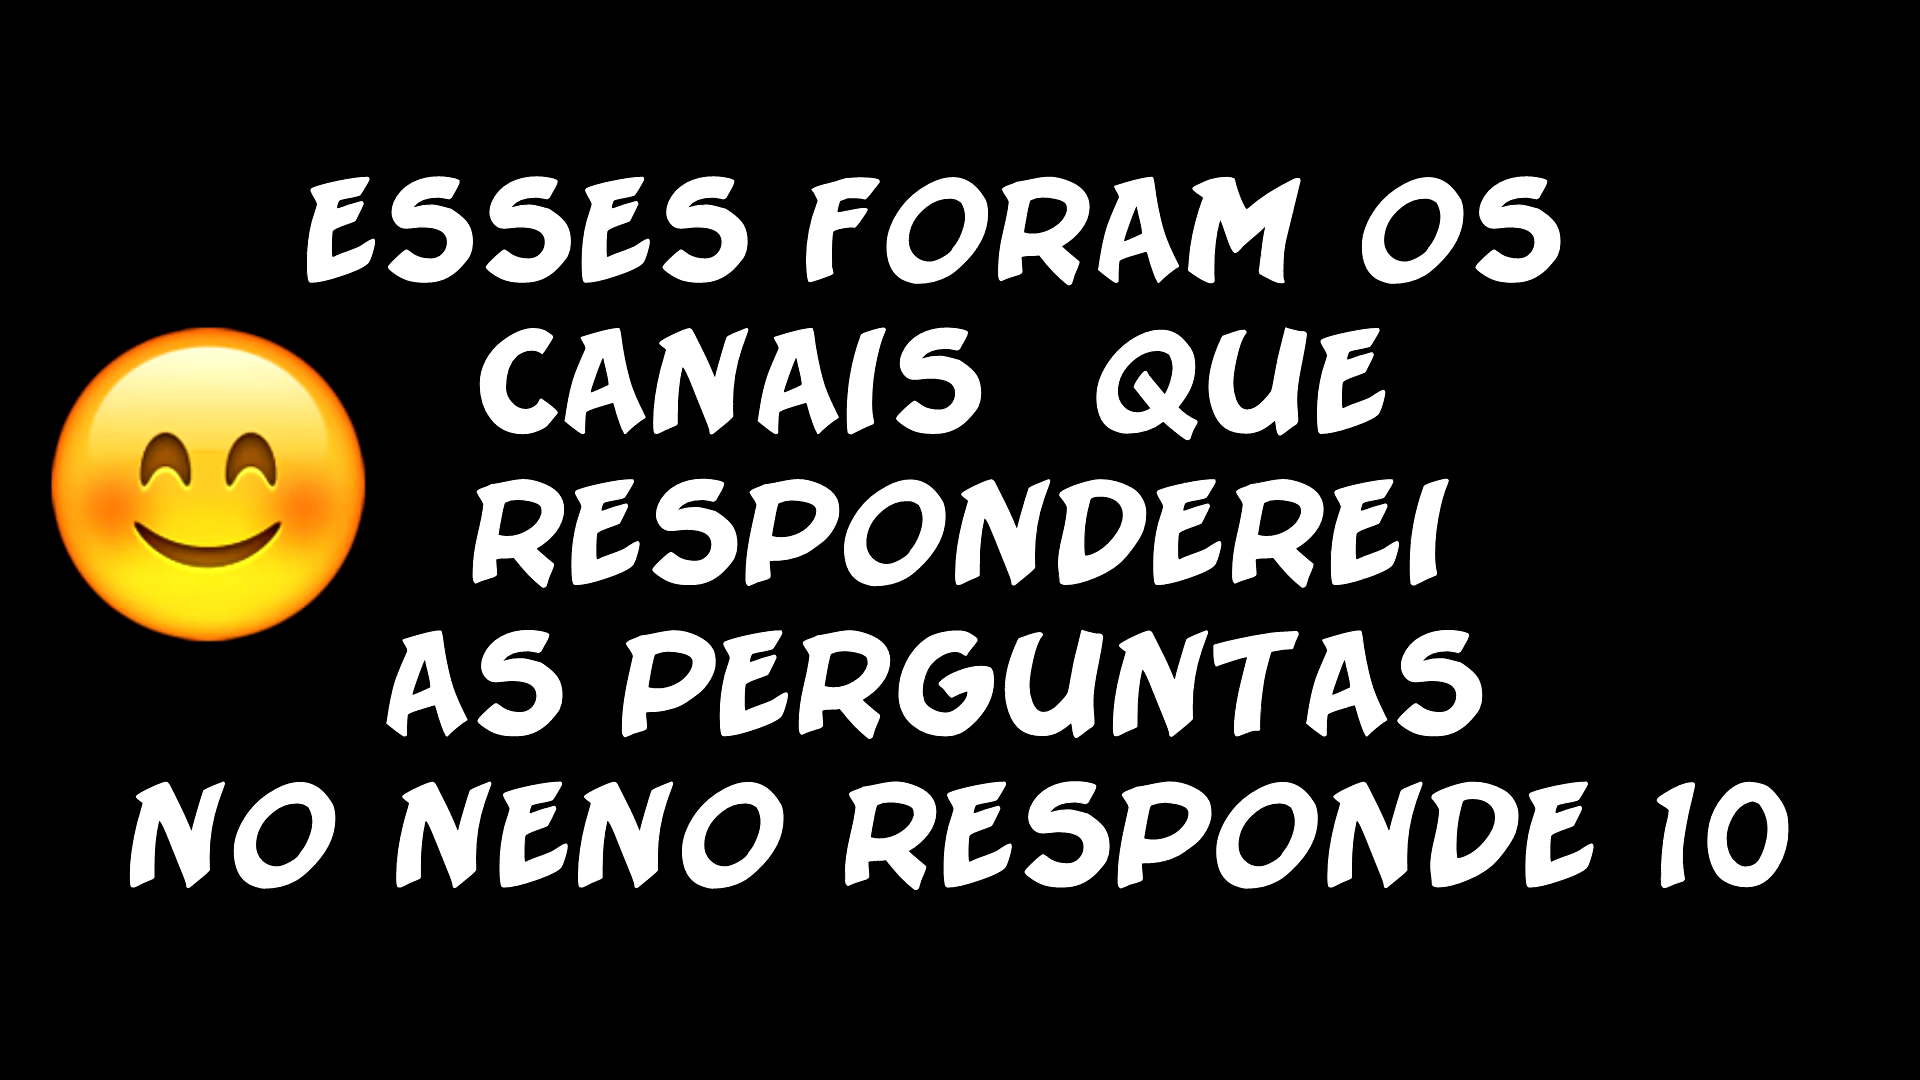 ESSES FORAM OS
CANAIS QUE
RESPONDEREI
AS PERGUNTAS
NO NENO RESPONDE 10